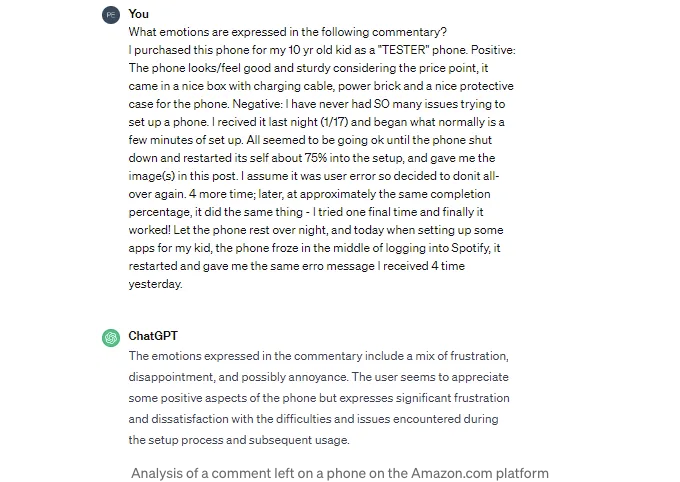 PE
You
What emotions are expressed in the following commentary?
I purchased this phone for my 10 yr old kid as a "TESTER" phone. Positive:
The phone looks/feel good and sturdy considering the price point, it
came in a nice box with charging cable, power brick and a nice protective
case for the phone. Negative: I have never had SO many issues trying to
set up a phone. I recived it last night (1/17) and began what normally is a
few minutes of set up. All seemed to be going ok until the phone shut
down and restarted its self about 75% into the setup, and gave me the
image(s) in this post. I assume it was user error so decided to donit all-
over again. 4 more time; later, at approximately the same completion
percentage, it did the same thing - I tried one final time and finally it
worked! Let the phone rest over night, and today when setting up some
apps for my kid, the phone froze in the middle of logging into Spotify, it
restarted and gave me the same erro message I received 4 time
yesterday.
ChatGPT
The emotions expressed in the commentary include a mix of frustration,
disappointment, and possibly annoyance. The user seems to appreciate
some positive aspects of the phone but expresses significant frustration
and dissatisfaction with the difficulties and issues encountered during
the setup process and subsequent usage.
Analysis of a comment left on a phone on the Amazon.com platform